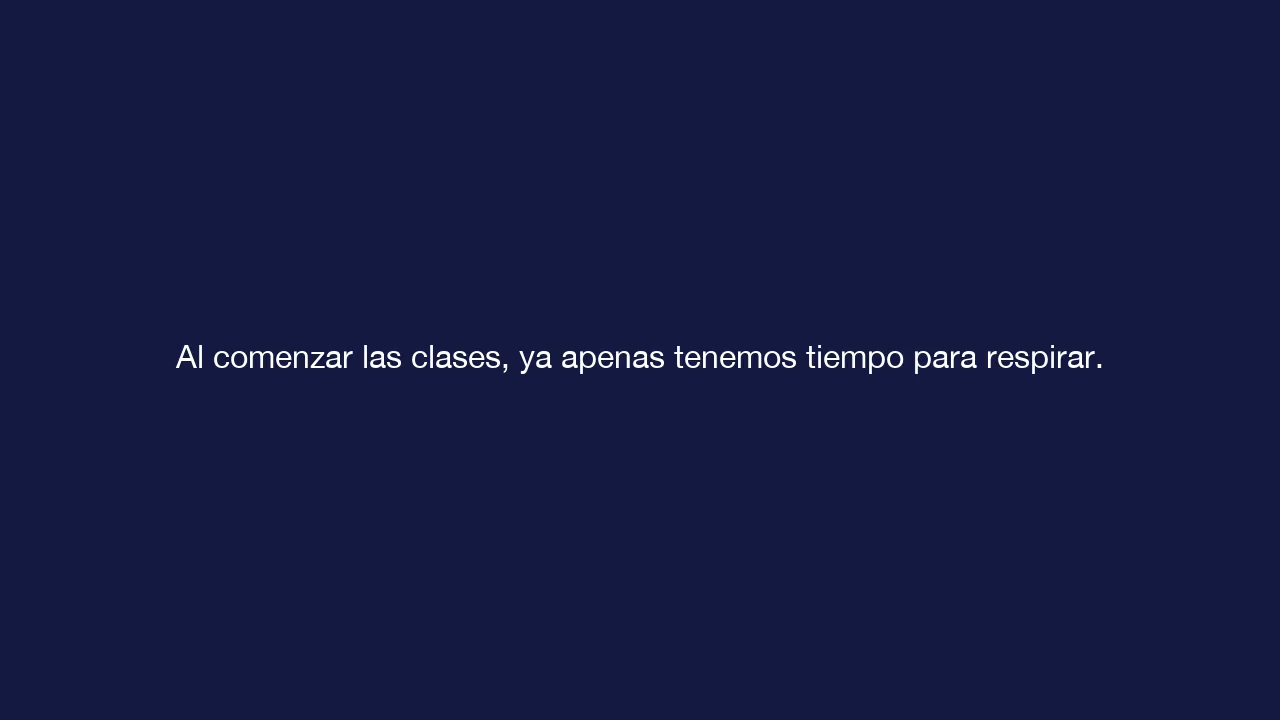 Al comenzar las clases, ya apenas tenemos tiempo para respirar.